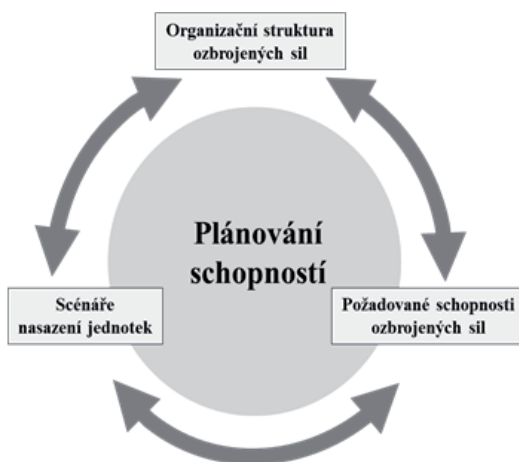 Organizační struktura
ozbrojených sil
Plánování
schopností
Scénáře
nasazení jednotek
Požadované schopnosti
ozbrojených sil